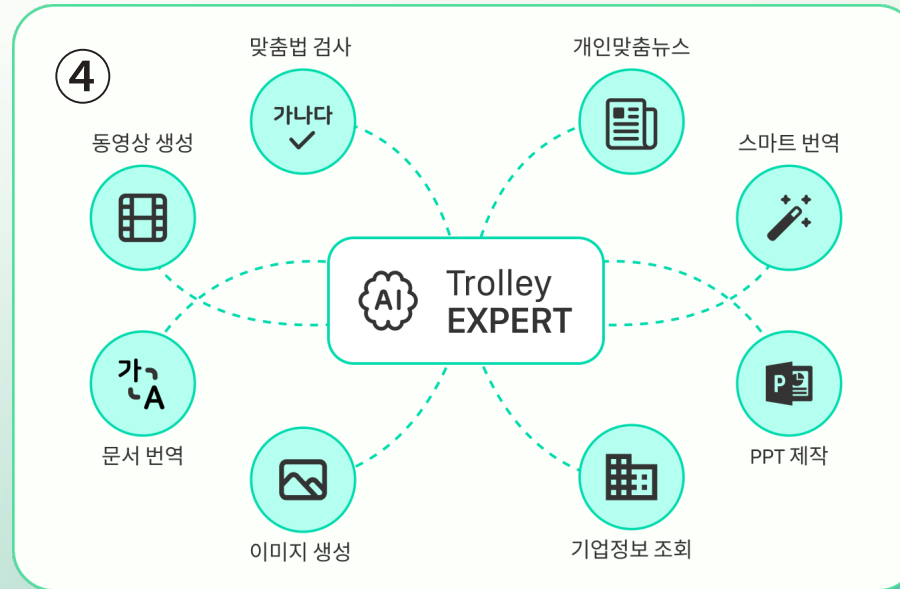 ④
맞춤법 검사
가나다
개인맞춤뉴스
동영상 생성
스마트 번역
AI
Trolley
EXPERT
가
A
문서 번역
P
PPT 제작
이미지 생성
기업정보 조회